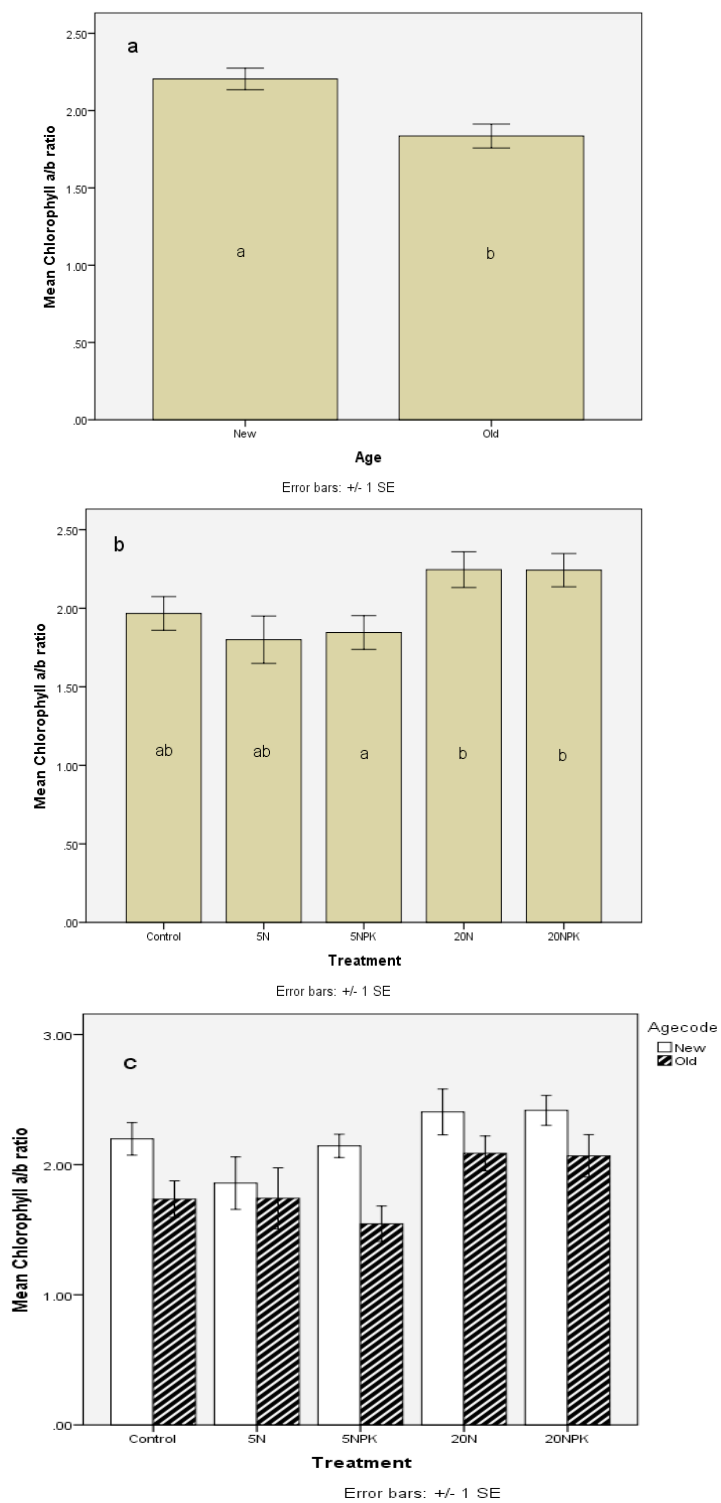 a
2.50
2.00
1.50
1.00
.50
.00
Mean Chlorophyll a/b ratio
a
b
New
Old
Age
Error bars: +/- 1 SE
b
2.50
2.00
1.50
1.00
.50
.00
Mean Chlorophyll a/b ratio
ab
ab
a
b
b
Control
5N
5NPK
20N
20NPK
Treatment
Error bars: +/- 1 SE
c
3.00
2.00
1.00
.00
Mean Chlorophyll a/b ratio
Agecode
New
Old
Control
5N
5NPK
20N
20NPK
Treatment
Error bars: +/- 1 SE